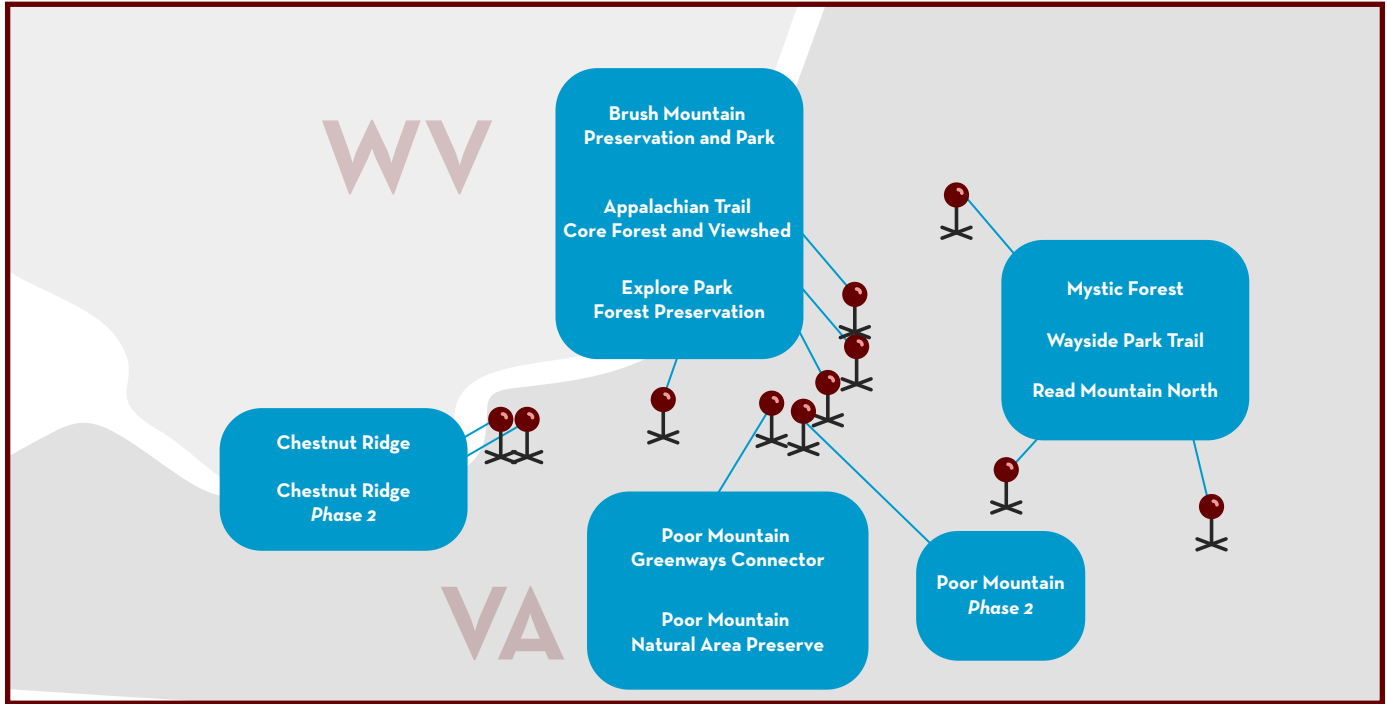 WV
Brush Mountain
Preservation and Park
Appalachian Trail
Core Forest and Viewshed
Explore Park
Forest Preservation
Mystic Forest
Wayside Park Trail
Read Mountain North
Chestnut Ridge
Chestnut Ridge
Phase 2
Poor Mountain
Greenways Connector
Poor Mountain
Natural Area Preserve
Poor Mountain
Phase 2
VA